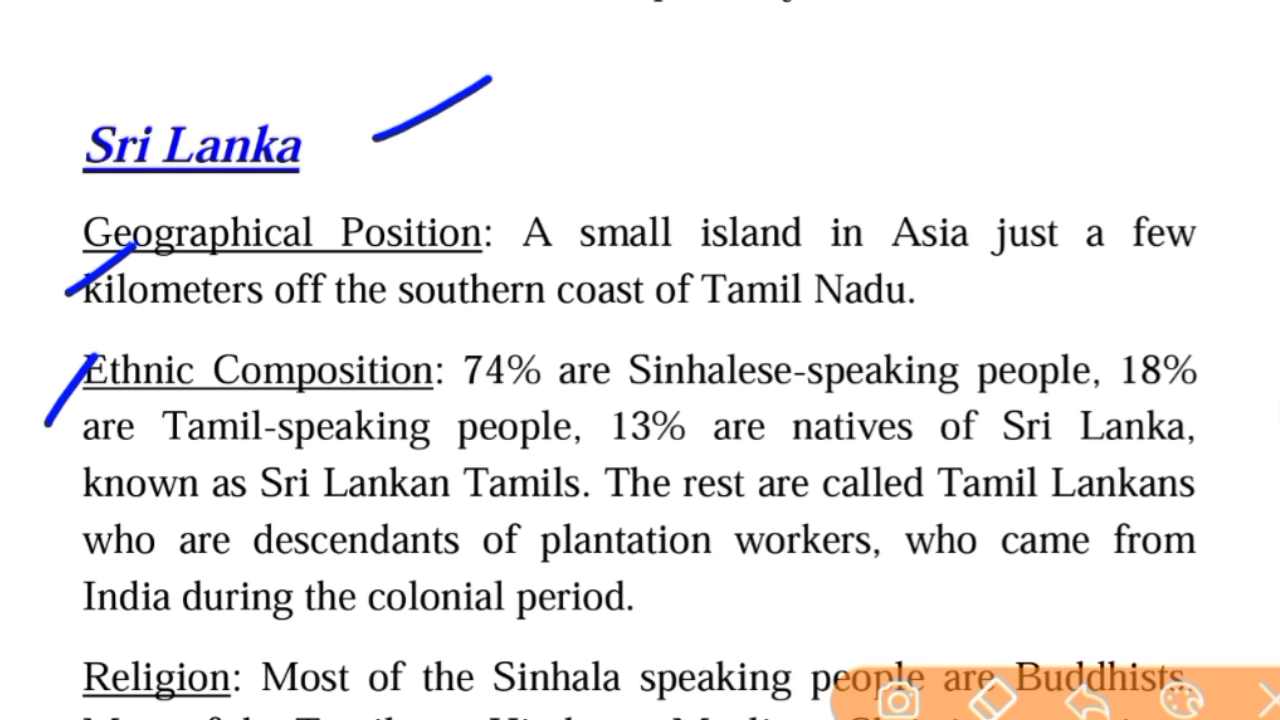 Sri Lanka
Geographical Position: A small island in Asia just a few
kilometers off the southern coast of Tamil Nadu.
Ethnic Composition: 74% are Sinhalese-speaking people, 18%
are Tamil-speaking people, 13% are natives of Sri Lanka,
known as Sri Lankan Tamils. The rest are called Tamil Lankans
who are descendants of plantation workers, who came from
India during the colonial period.
Religion: Most of the Sinhala speaking people are Buddhists.